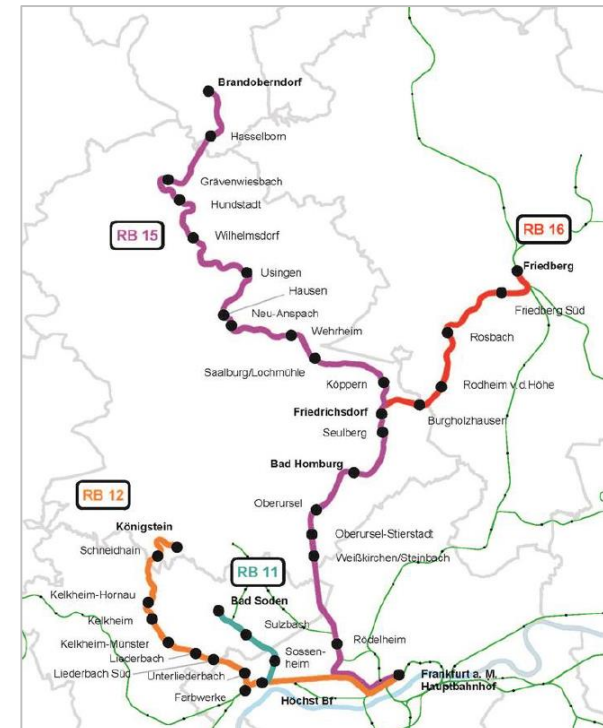 Brandoberndorf
Hasselborn
Grävenwiesbach
Hundstadt
RB 15
Wilhelmsdorf
RB 16
Friedberg
Usingen
Hausen
Friedberg Süd
Neu-Anspach
Wehrheim
Rosbach
Saalburg/Lochmühle
Köppern
Rodheim v.d.Höhe
Friedrichsdorf
Burgholzhausen
Seulberg
Bad Homburg
RB 12
Oberursel
Königstein
Oberursel-Stierstadt
Schneidhain
Weißkirchen/Steinbach
RB 11
Kelkheim-Hornau
Bad Soden
Kelkheim
Sulzbach
Rödelheim
Kelkheim-Münster
Liederbach
Sossen-
heim
Liederbach Süd
Unterliederbach
Frankfurt a. M.
Hauptbahnhof
Farbwerke
Höchst Bf